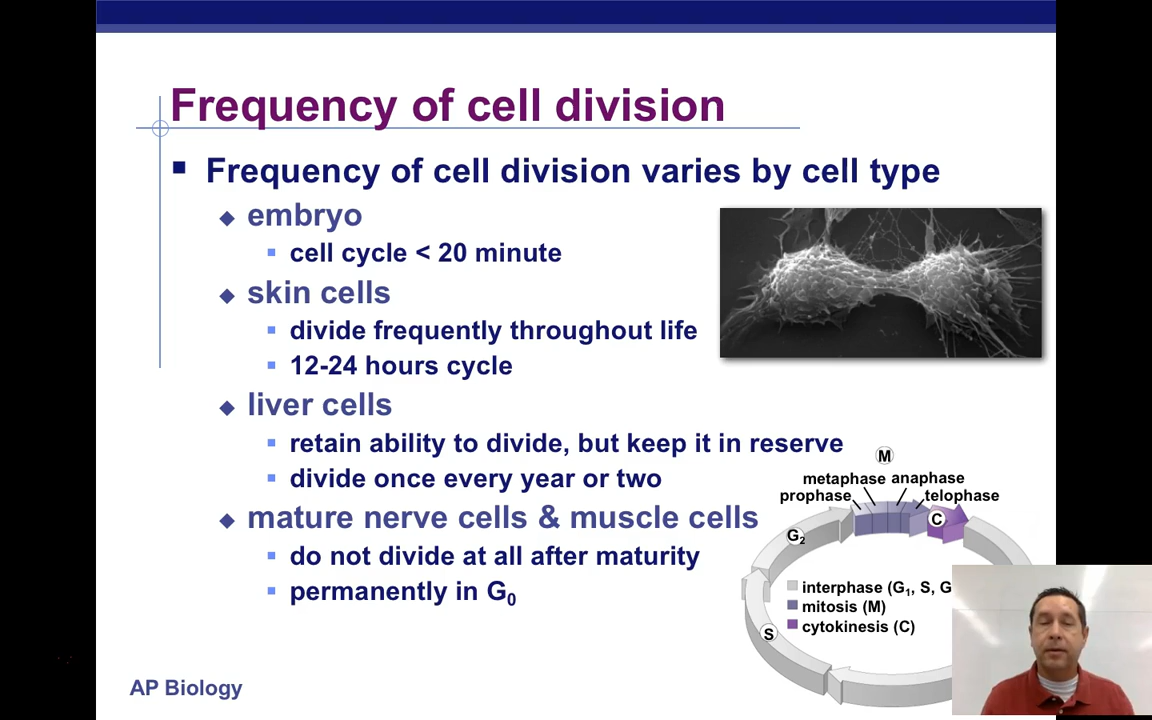 Frequency of cell division
Frequency of cell division varies by cell type
embryo
cell cycle < 20 minute
skin cells
divide frequently throughout life
12-24 hours cycle
liver cells
retain ability to divide, but keep it in reserve
divide once every year or two
mature nerve cells & muscle cells
do not divide at all after maturity
permanently in G₀
M
metaphase anaphase
prophase telophase
C
G₂
interphase (G₁, S, G
mitosis (M)
cytokinesis (C)
S
AP Biology